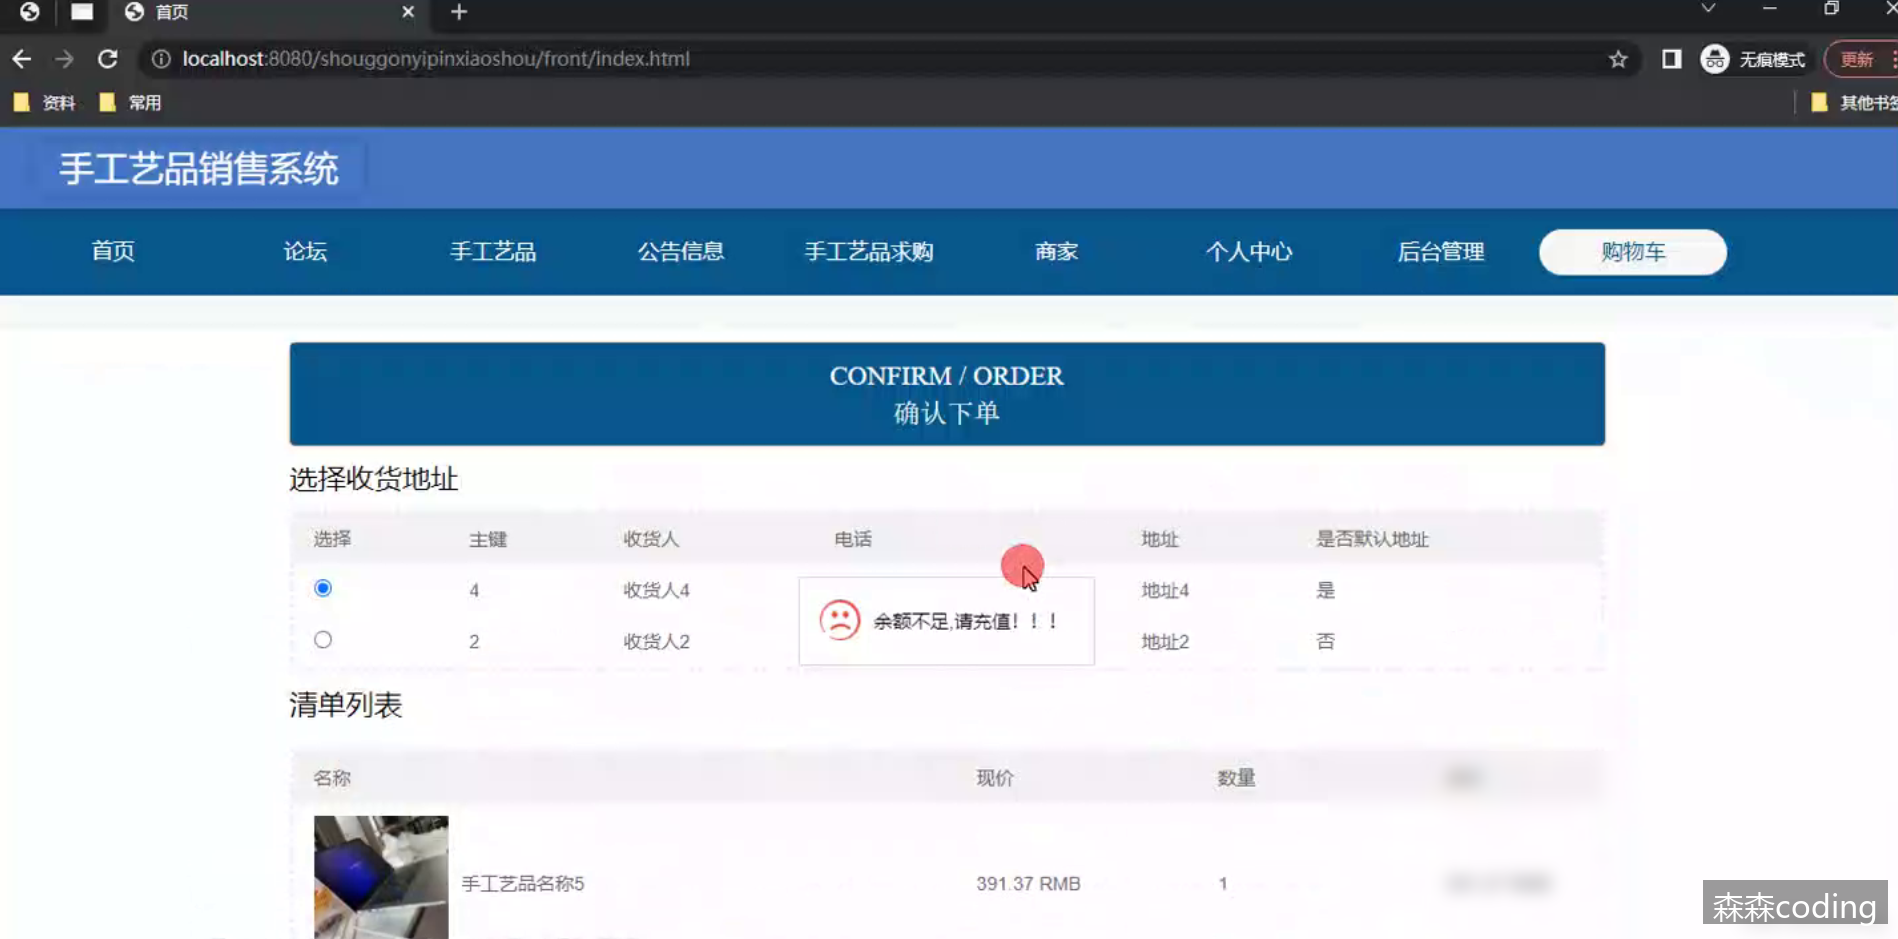 首页
localhost:8080/shouggonyipinxiaoshou/front/index.html
无痕模式
更新
资料
常用
其他书签
手工艺品销售系统
首页
论坛
手工艺品
公告信息
手工艺品求购
商家
个人中心
后台管理
购物车
CONFIRM / ORDER
确认下单
选择收货地址
选择 主键 收货人 电话 地址 是否默认地址
4 收货人4 地址4 是
余额不足,请充值！！！
2 收货人2 地址2 否
清单列表
名称 现价 数量
手工艺品名称5 391.37 RMB 1
森森coding